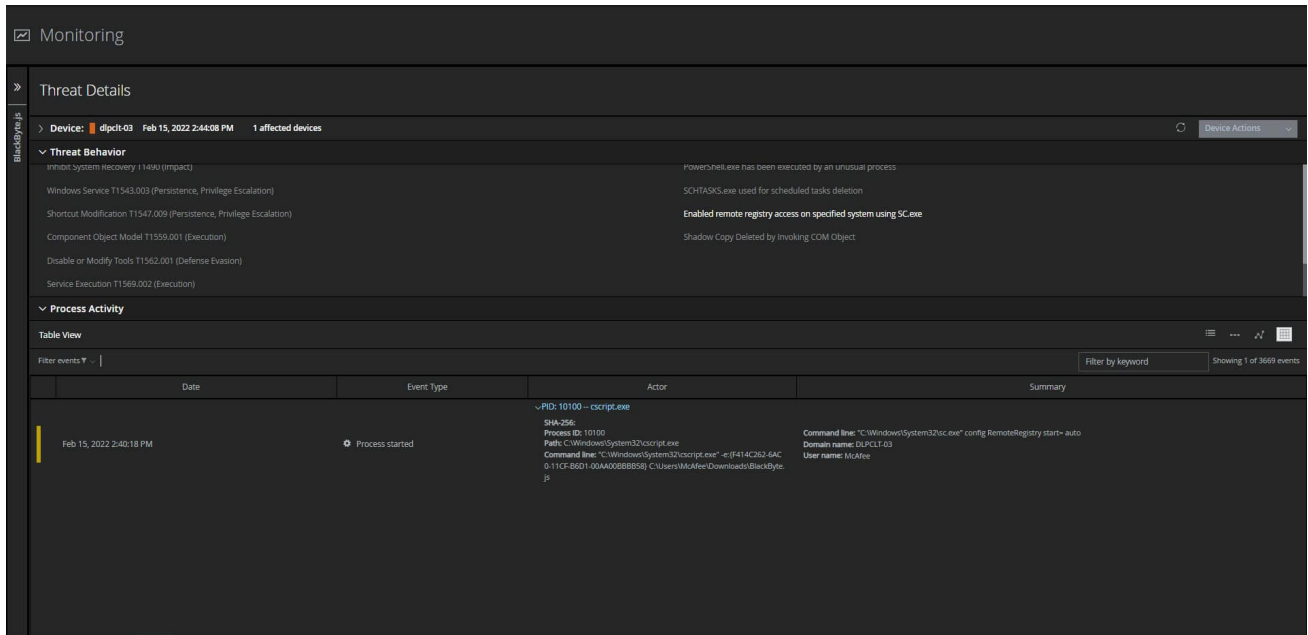 Monitoring
»
Threat Details
BlackByte.js
> Device: dlpclt-03 Feb 15, 2022 2:44:08 PM 1 affected devices
Device Actions
Threat Behavior
Inhibit System Recovery T1490 (Impact)
PowerShell.exe has been executed by an unusual process
Windows Service T1543.003 (Persistence, Privilege Escalation)
SCHTASKS.exe used for scheduled tasks deletion
Shortcut Modification T1547.009 (Persistence, Privilege Escalation)
Enabled remote registry access on specified system using SC.exe
Component Object Model T1559.001 (Execution)
Shadow Copy Deleted by Invoking COM Object
Disable or Modify Tools T1562.001 (Defense Evasion)
Service Execution T1569.002 (Execution)
Process Activity
Table View
Filter events
Filter by keyword
Showing 1 of 3669 events
Date Event Type Actor Summary
PID: 10100 -- cscript.exe
SHA-256:
Process ID: 10100
Path: C:\Windows\System32\cscript.exe
Command line: "C:\Windows\System32\cscript.exe" -e:{F414C262-6AC
0-11CF-B6D1-00AA00BBBB58} C:\Users\McAfee\Downloads\BlackByte.
js
Feb 15, 2022 2:40:18 PM
Process started
Command line: "C:\Windows\System32\sc.exe" config RemoteRegistry start= auto
Domain name: DLPCLT-03
User name: McAfee